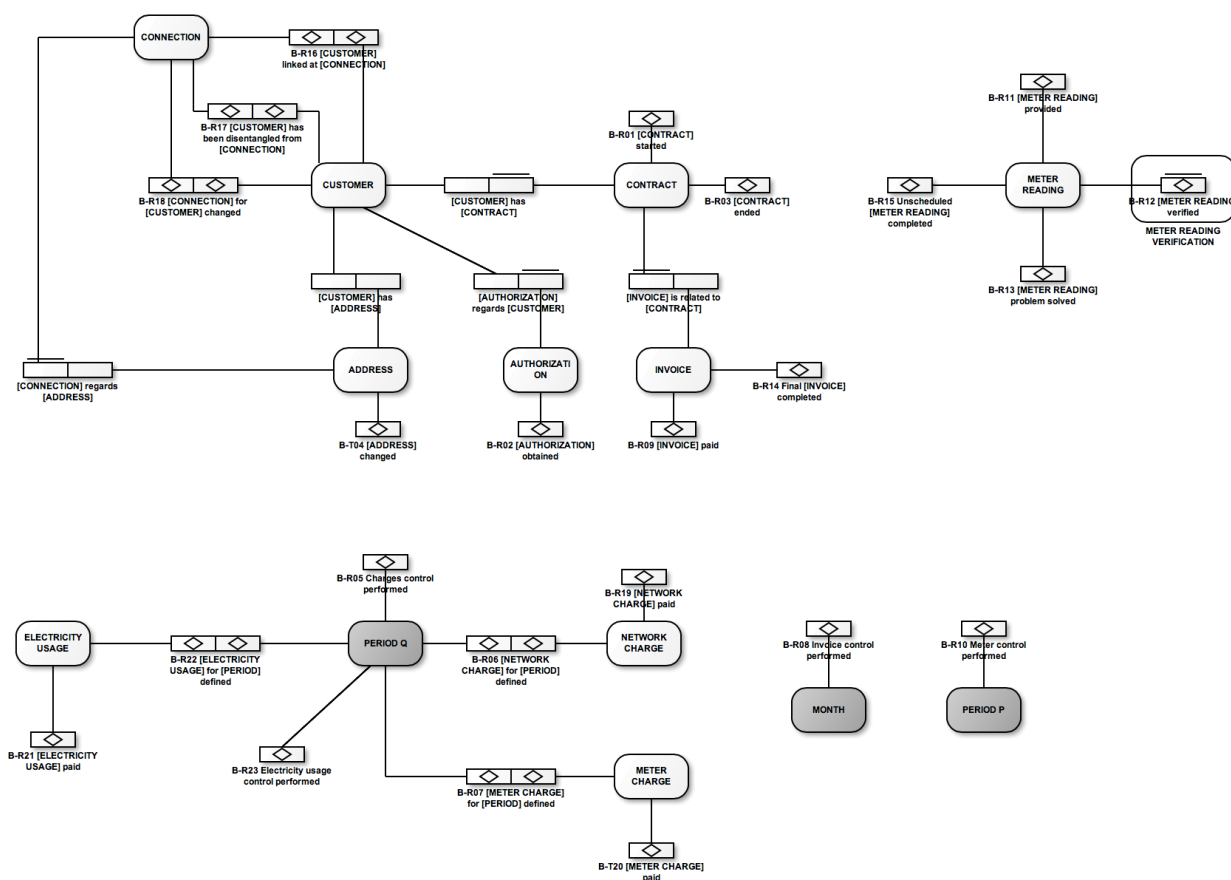 CONNECTION
B-R16 [CUSTOMER]
linked at [CONNECTION]
B-R11 [METER READING]
provided
B-R17 [CUSTOMER] has
been disentangled from
[CONNECTION]
B-R01 [CONTRACT]
started
CUSTOMER
CONTRACT
METER
READING
B-R18 [CONNECTION] for
[CUSTOMER] changed
[CUSTOMER] has
[CONTRACT]
B-R03 [CONTRACT]
ended
B-R15 Unscheduled
[METER READING]
completed
B-R12 [METER READING]
verified
METER READING
VERIFICATION
B-R13 [METER READING]
problem solved
[CUSTOMER] has
[ADDRESS]
[AUTHORIZATION]
regards [CUSTOMER]
[INVOICE] is related to
[CONTRACT]
[CONNECTION] regards
[ADDRESS]
ADDRESS
AUTHORIZATI
ON
INVOICE
B-R14 Final [INVOICE]
completed
B-T04 [ADDRESS]
changed
B-R02 [AUTHORIZATION]
obtained
B-R09 [INVOICE] paid
B-R05 Charges control
performed
B-R19 [NETWORK
CHARGE] paid
ELECTRICITY
USAGE
B-R22 [ELECTRICITY
USAGE] for [PERIOD]
defined
PERIOD Q
B-R06 [NETWORK
CHARGE] for [PERIOD]
defined
NETWORK
CHARGE
B-R08 Invoice control
performed
B-R10 Meter control
performed
MONTH
PERIOD P
B-R21 [ELECTRICITY
USAGE] paid
B-R23 Electricity usage
control performed
B-R07 [METER CHARGE]
for [PERIOD] defined
METER
CHARGE
B-T20 [METER CHARGE]
paid